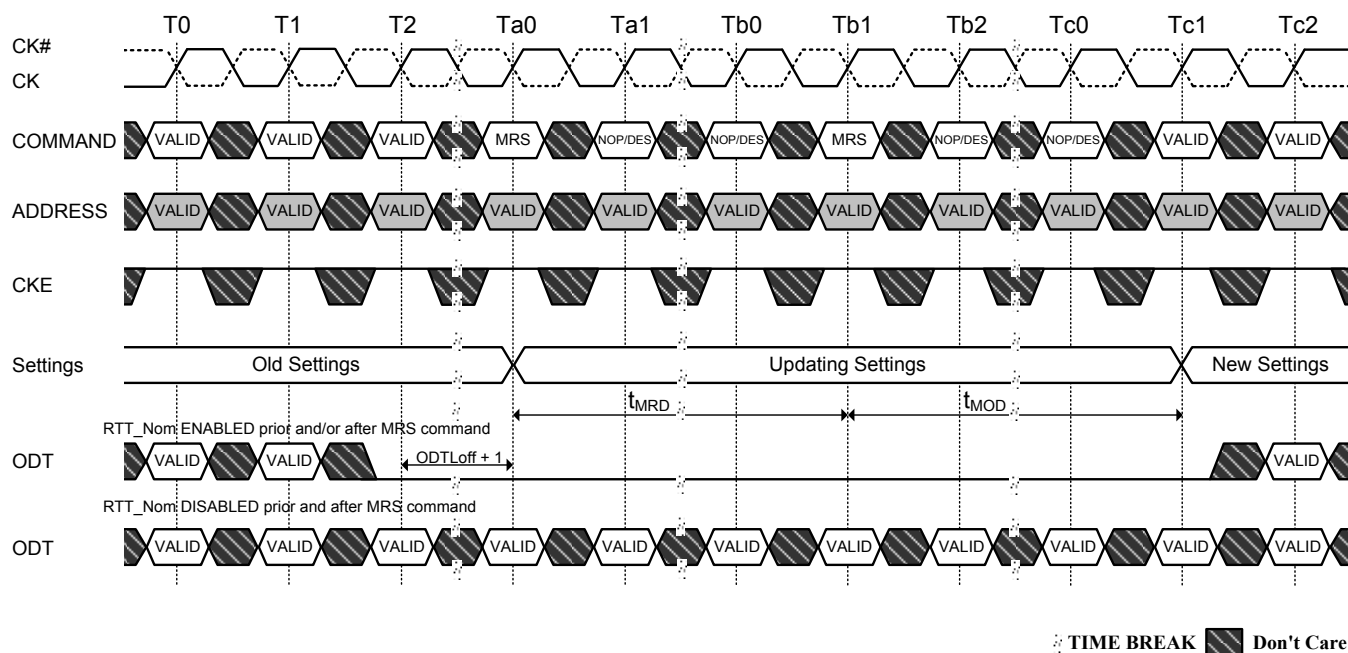 T0 T1 T2 Ta0 Ta1 Tb0 Tb1 Tb2 Tc0 Tc1 Tc2
CK#
CK
COMMAND VALID VALID VALID MRS NOP/DES NOP/DES MRS NOP/DES NOP/DES VALID VALID
ADDRESS VALID VALID VALID VALID VALID VALID VALID VALID VALID VALID VALID
CKE
Settings Old Settings Updating Settings New Settings
tMRD tMOD
RTT_Nom ENABLED prior and/or after MRS command
ODT VALID VALID ODTLoff + 1 VALID
RTT_Nom DISABLED prior and after MRS command
ODT VALID VALID VALID VALID VALID VALID VALID VALID VALID VALID VALID
TIME BREAK Don't Care